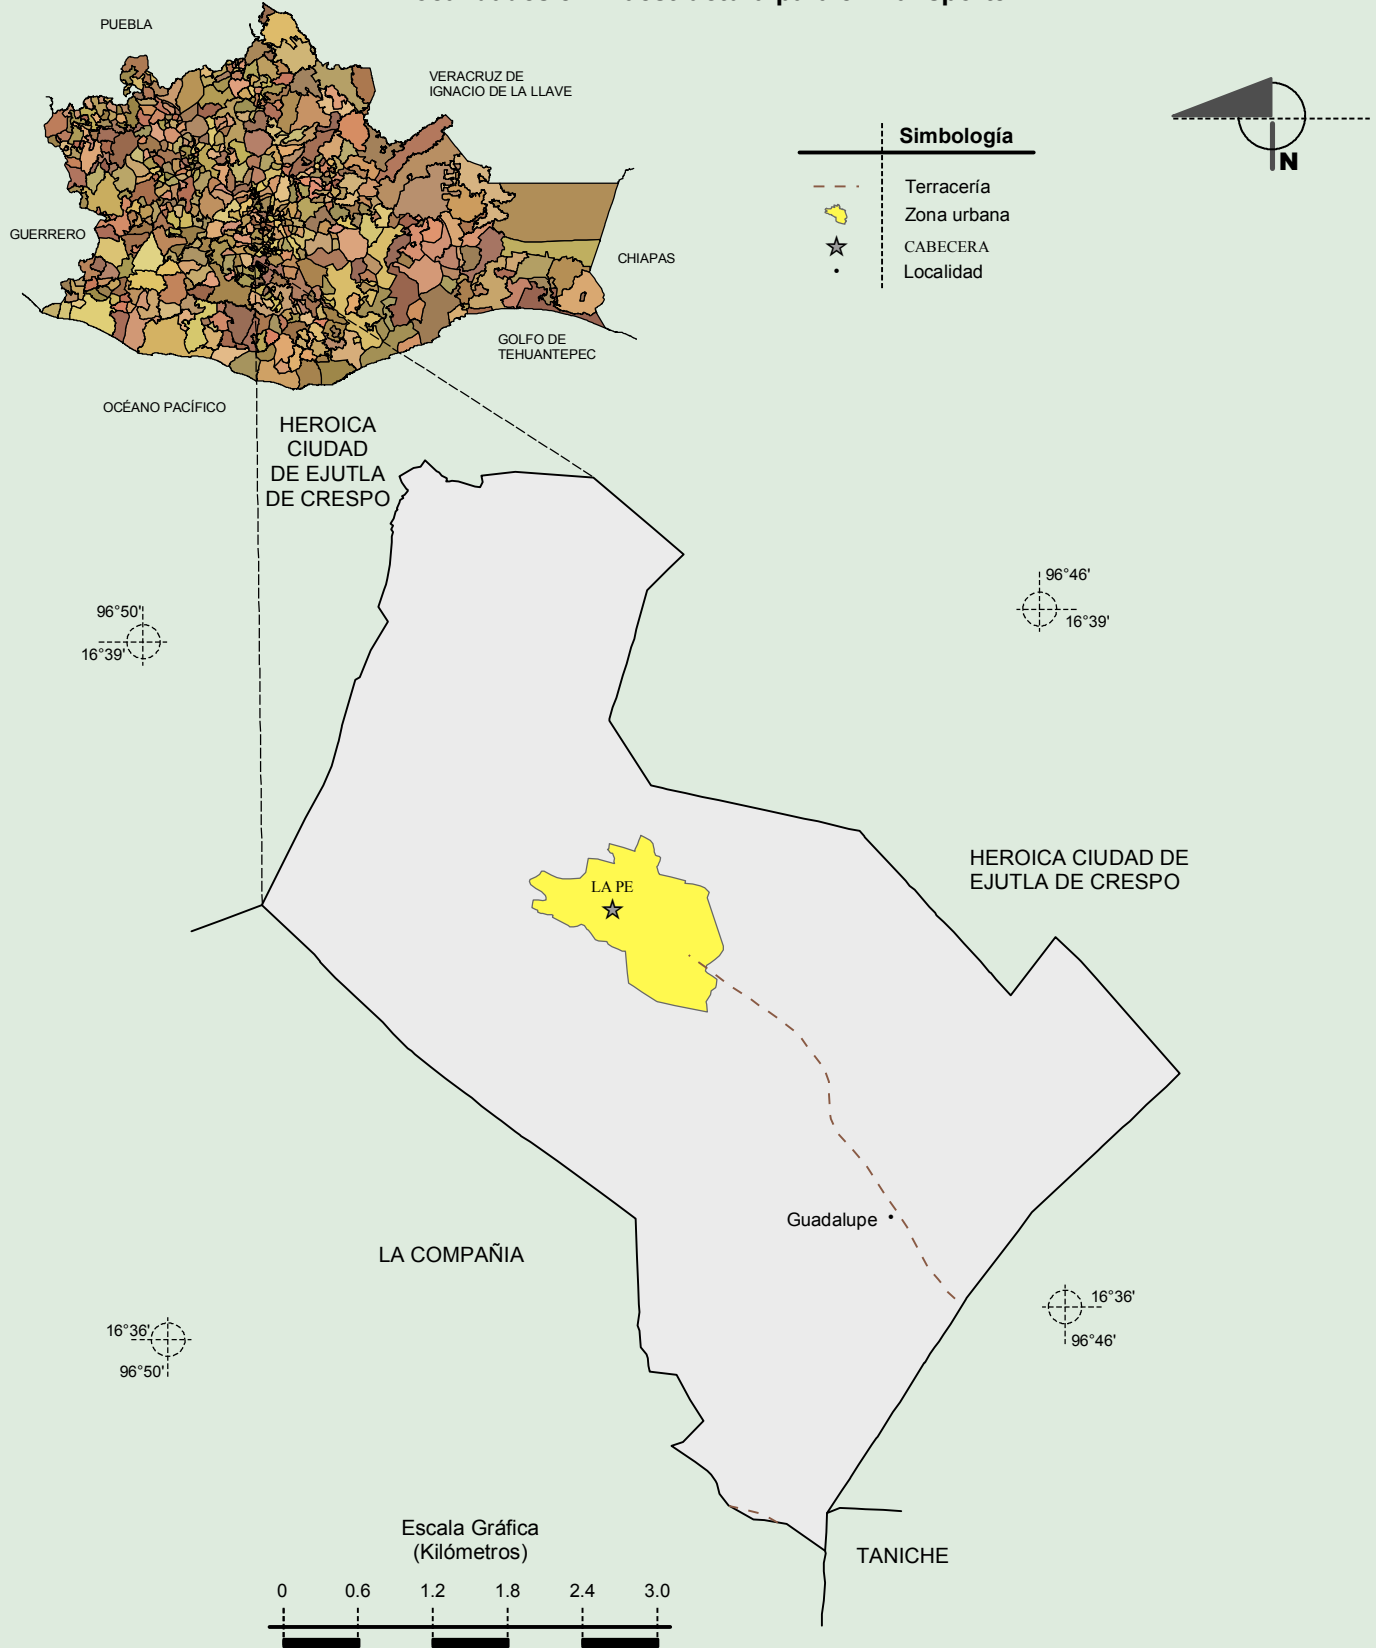 PUEBLA
VERACRUZ DE
IGNACIO DE LA LLAVE
GUERRERO
CHIAPAS
GOLFO DE
TEHUANTEPEC
OCÉANO PACÍFICO
N
Simbología
Terracería
Zona urbana
CABECERA
Localidad
HEROICA
CIUDAD
DE EJUTLA
DE CRESPO
96°50'
16°39'
96°46'
16°39'
HEROICA CIUDAD DE
EJUTLA DE CRESPO
LA PE
Guadalupe
LA COMPAÑIA
16°36'
96°50'
16°36'
96°46'
TANICHE
Escala Gráfica
(Kilómetros)
0 0.6 1.2 1.8 2.4 3.0